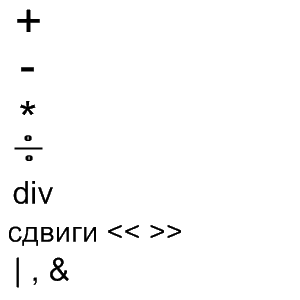 +
-
*
÷
div
сдвиги << >>
| , &